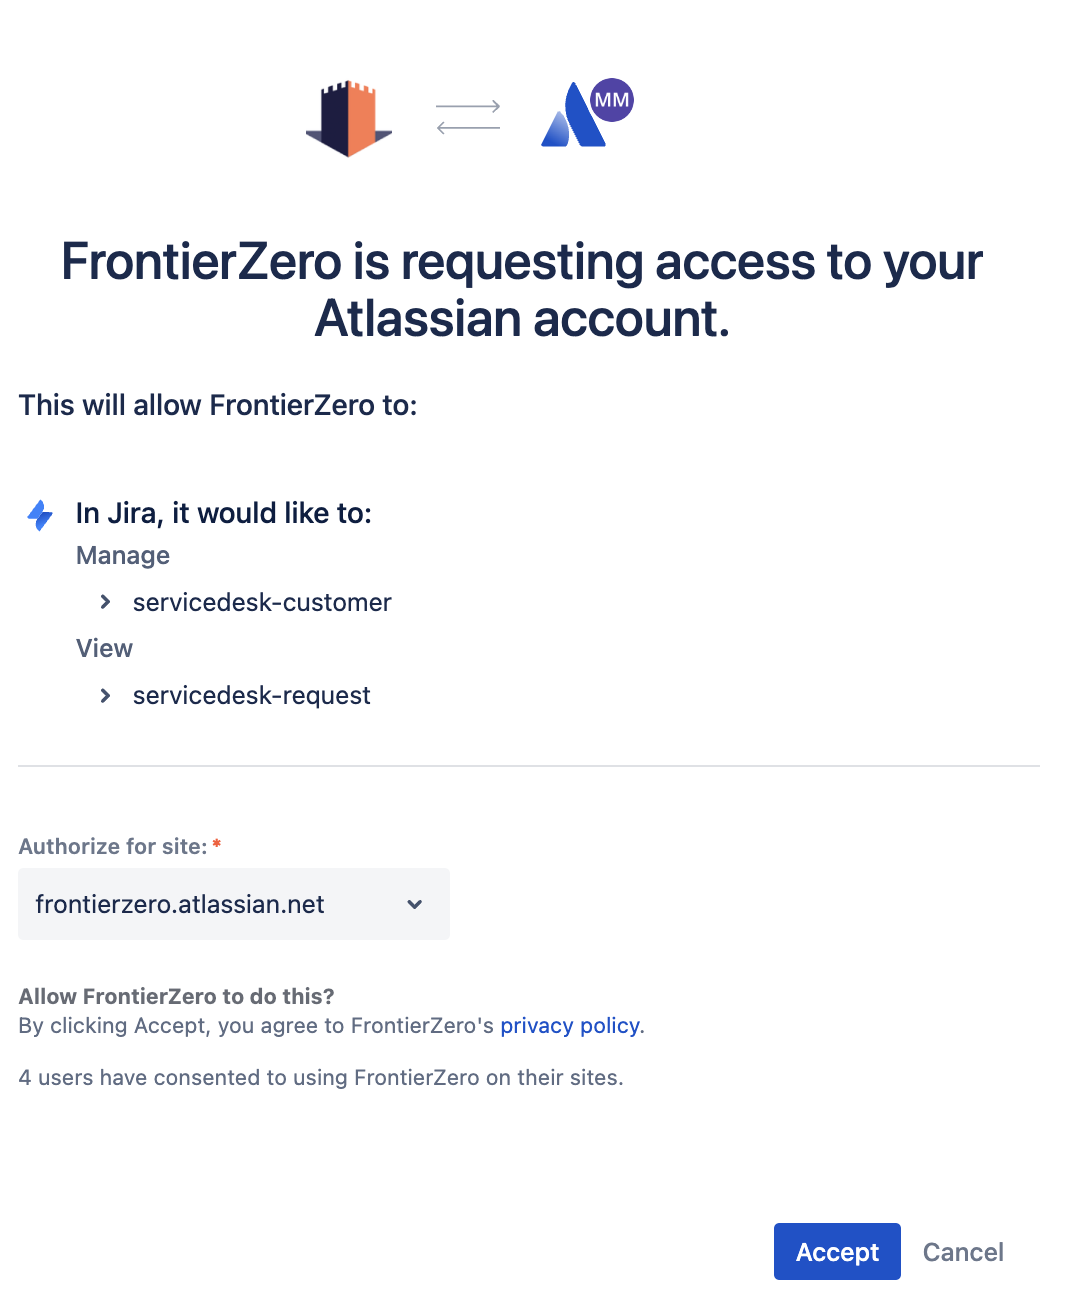 MM
FrontierZero is requesting access to your
Atlassian account.
This will allow FrontierZero to:
In Jira, it would like to:
Manage
servicedesk-customer
View
servicedesk-request
Authorize for site: *
frontierzero.atlassian.net
Allow FrontierZero to do this?
By clicking Accept, you agree to FrontierZero's privacy policy.
4 users have consented to using FrontierZero on their sites.
Accept Cancel